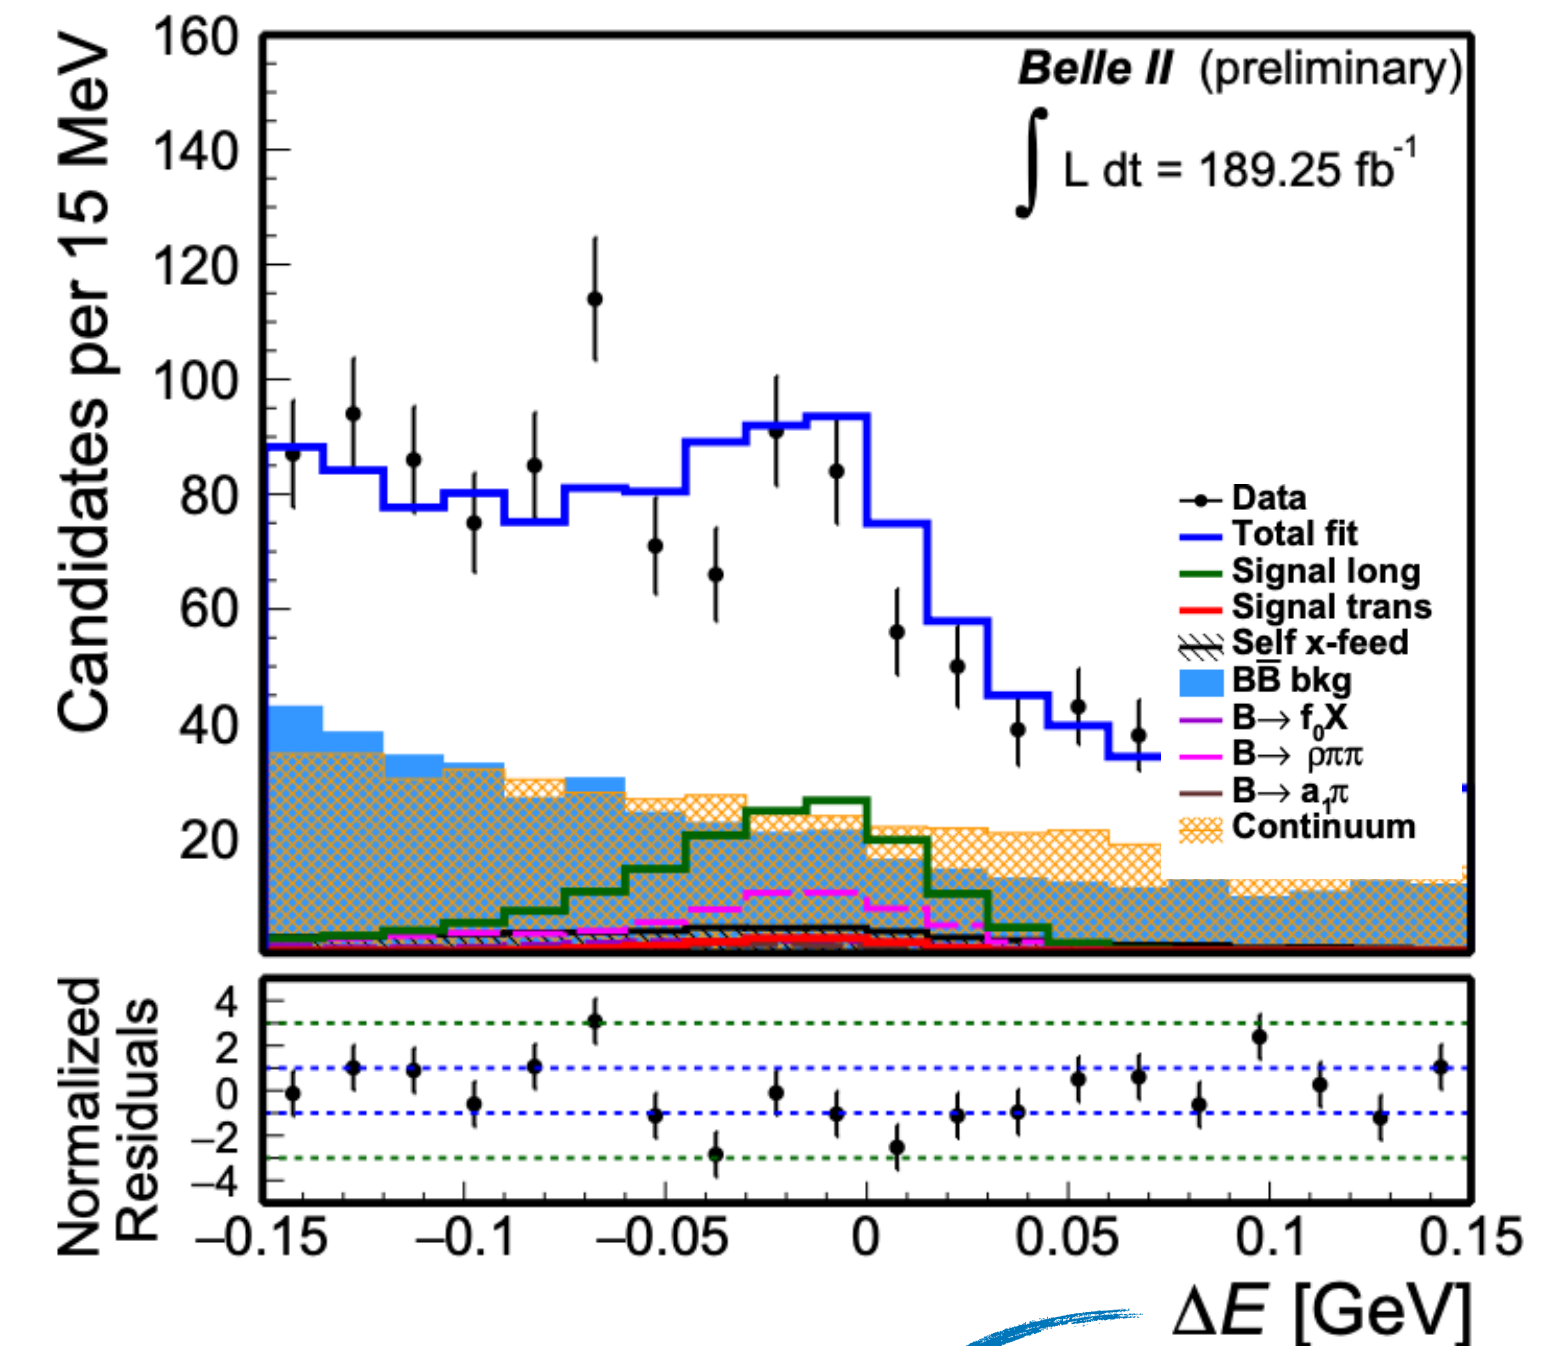 Candidates per 15 MeV
160
140
120
100
80
60
40
20
Belle II (preliminary)
∫ L dt = 189.25 fb⁻¹
Data
Total fit
Signal long
Signal trans
Self x-feed
BB̅ bkg
B→ f₀X
B→ ρππ
B→ a₁π
Continuum
Normalized
Residuals
4
2
0
−2
−4
−0.15 −0.1 −0.05 0 0.05 0.1 0.15
ΔE [GeV]